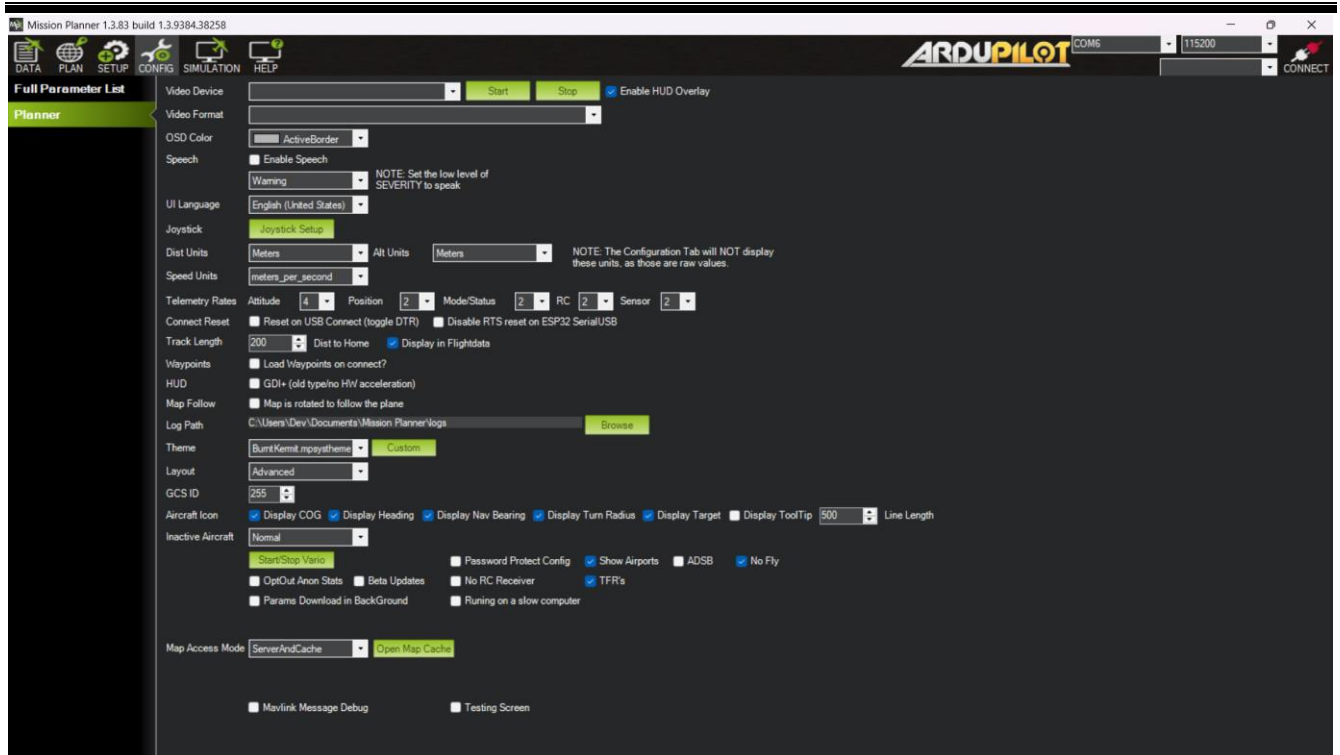 Mission Planner 1.3.83 build 1.3.9384.38258
DATA PLAN SETUP CONFIG SIMULATION HELP ARDUPILOT COM6 115200 CONNECT
Full Parameter List
Planner
Video Device Start Stop Enable HUD Overlay
Video Format
OSD Color ActiveBorder
Speech Enable Speech
Warning NOTE: Set the low level of
SEVERITY to speak
UI Language English (United States)
Joystick Joystick Setup
Dist Units Meters Alt Units Meters NOTE: The Configuration Tab will NOT display
these units, as those are raw values.
Speed Units meters_per_second
Telemetry Rates Attitude 4 Position 2 Mode/Status 2 RC 2 Sensor 2
Connect Reset Reset on USB Connect (toggle DTR) Disable RTS reset on ESP32 SerialUSB
Track Length 200 Dist to Home Display in Flightdata
Waypoints Load Waypoints on connect?
HUD GDI+ (old type/no HW acceleration)
Map Follow Map is rotated to follow the plane
Log Path C:\Users\Dev\Documents\Mission Planner\logs Browse
Theme BurntKermit.mpsystheme Custom
Layout Advanced
GCS ID 255
Aircraft Icon Display COG Display Heading Display Nav Bearing Display Turn Radius Display Target Display ToolTip 500 Line Length
Inactive Aircraft Normal
Start/Stop Vario Password Protect Config Show Airports ADSB No Fly
OptOut Anon Stats Beta Updates No RC Receiver TFR's
Params Download in BackGround Runing on a slow computer
Map Access Mode ServerAndCache Open Map Cache
Mavlink Message Debug Testing Screen